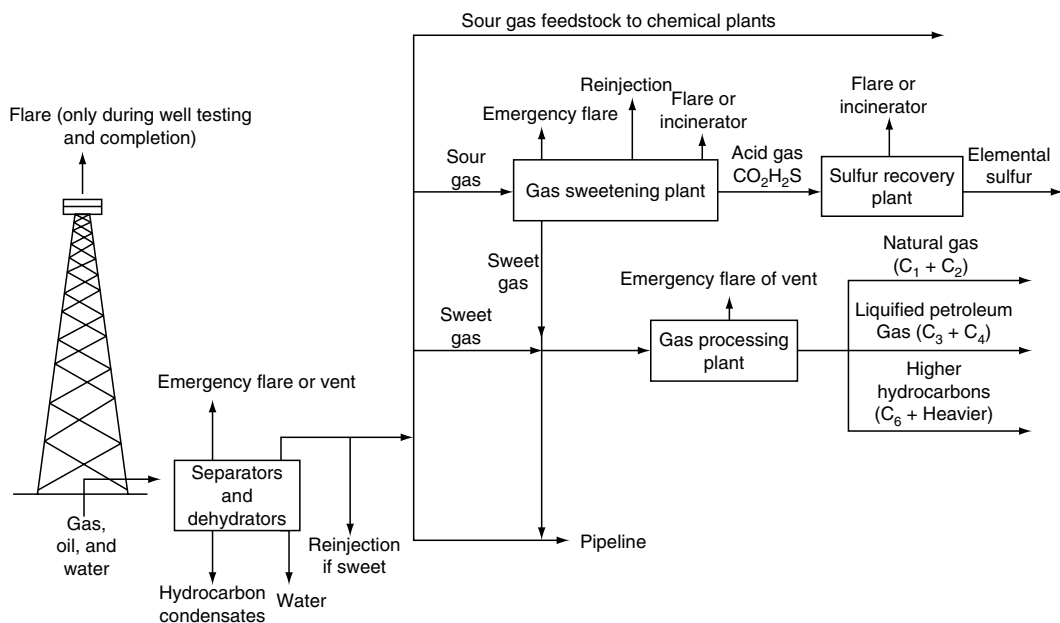 Sour gas feedstock to chemical plants
Flare (only during well testing
and completion)
Emergency flare
Reinjection
Flare or
incinerator
Flare or
incinerator
Sour
gas
Gas sweetening plant
Acid gas
CO₂H₂S
Sulfur recovery
plant
Elemental
sulfur
Sweet
gas
Sweet
gas
Emergency flare of vent
Gas processing
plant
Natural gas
(C₁ + C₂)
Liquified petroleum
Gas (C₃ + C₄)
Higher
hydrocarbons
(C₆ + Heavier)
Emergency flare or vent
Separators
and
dehydrators
Gas,
oil, and
water
Reinjection
if sweet
Pipeline
Hydrocarbon
condensates
Water